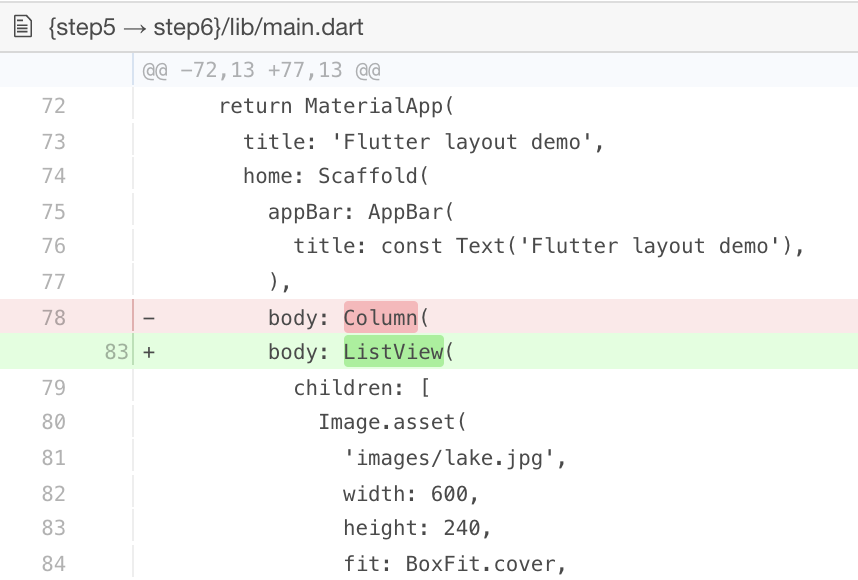 {step5 → step6}/lib/main.dart
@@ -72,13 +77,13 @@
72 return MaterialApp(
73 title: 'Flutter layout demo',
74 home: Scaffold(
75 appBar: AppBar(
76 title: const Text('Flutter layout demo'),
77 ),
78 - body: Column(
83 + body: ListView(
79 children: [
80 Image.asset(
81 'images/lake.jpg',
82 width: 600,
83 height: 240,
84 fit: BoxFit.cover,